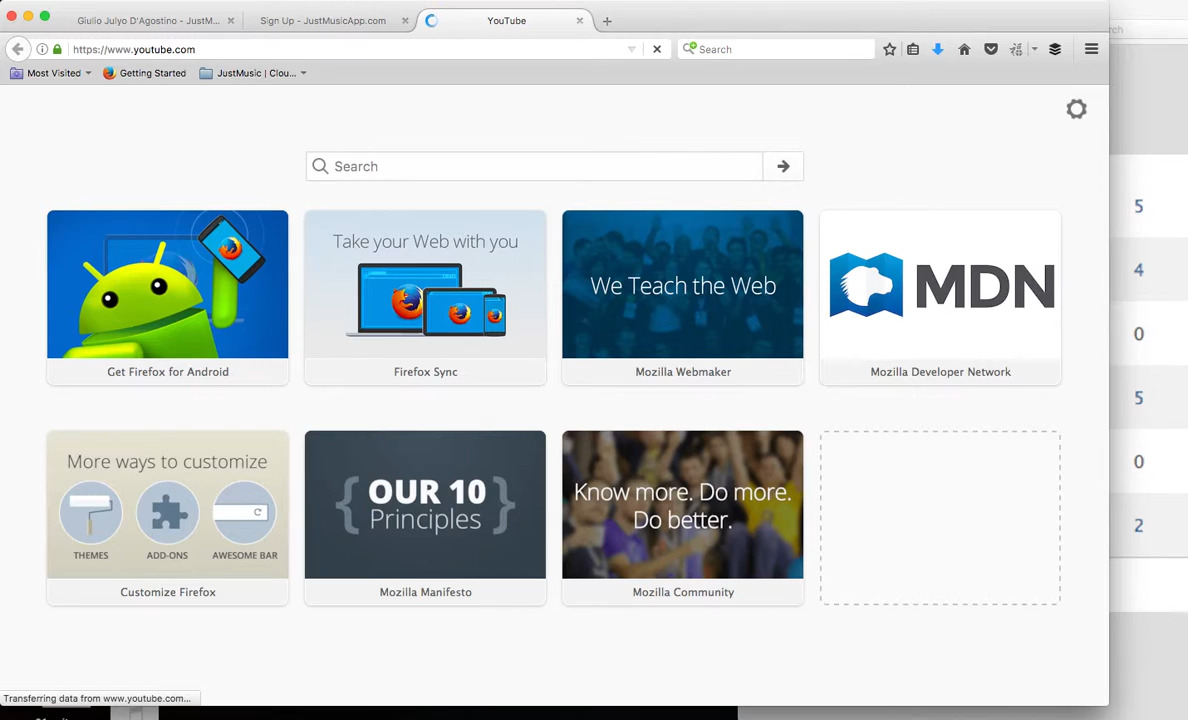 Giulio Julyo D'Agostino - JustM...
Sign Up - JustMusicApp.com
YouTube
https://www.youtube.com
Search
Most Visited
Getting Started
JustMusic | Clou...
Search
Take your Web with you
We Teach the Web
MDN
Get Firefox for Android
Firefox Sync
Mozilla Webmaker
Mozilla Developer Network
More ways to customize
THEMES
ADD-ONS
AWESOME BAR
{ OUR 10
Principles }
Know more. Do more.
Do better.
Customize Firefox
Mozilla Manifesto
Mozilla Community
Transferring data from www.youtube.com...
5
4
0
5
0
2